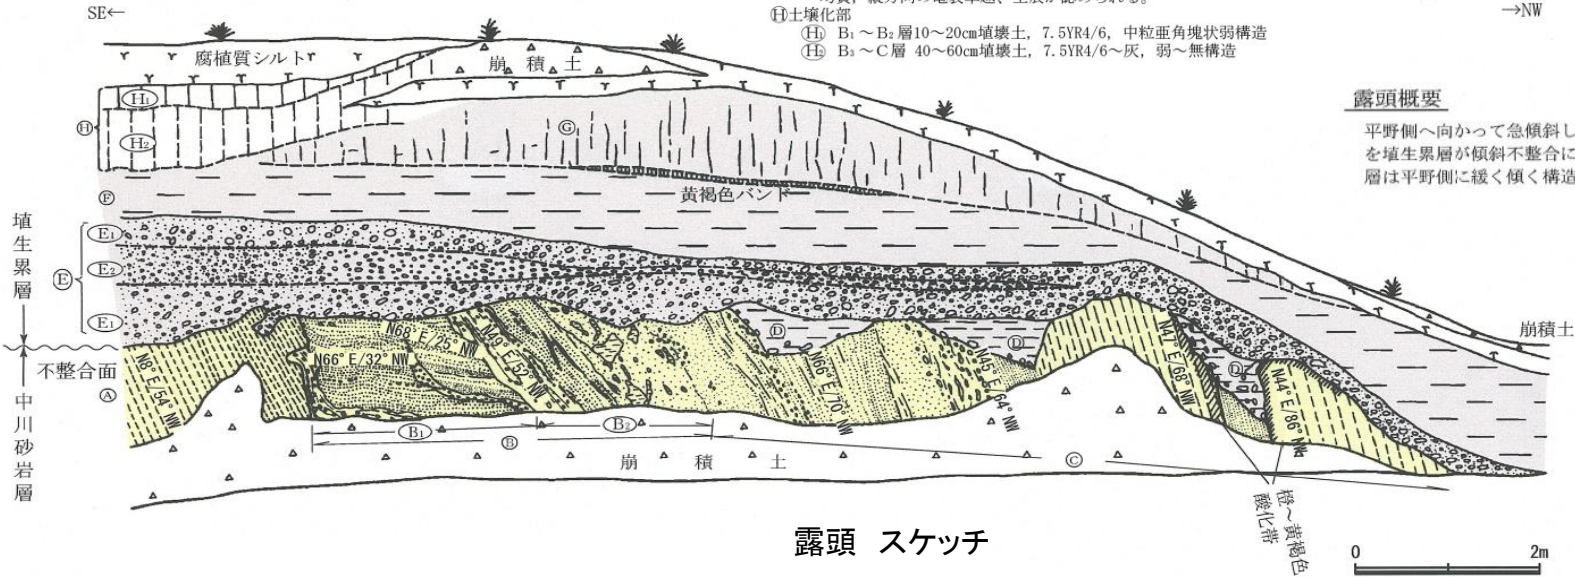 SE←
→NW
Ⓗ土壌化部
H₁ B₁～B₂層10～20cm埴壌土，7.5YR4/6，中粒亜角塊状弱構造
H₂ B₃～C層 40～60cm埴壌土，7.5YR4/6～灰，弱～無構造
露頭概要
平野側へ向かって急傾斜し
を埴生累層が傾斜不整合に
層は平野側に緩く傾く構造
腐植質シルト
崩積土
H₁
H
H₂
G
黄褐色バンド
F
E₁
E₂
E
E₁
埴生累層
不整合面
中川砂岩層
A
D
D
D
N8°E/54°NW
N66°E/32°NW
N68°E/25°NW
N49°E/52°NW
N66°E/70°NW
N45°E/64°NW
N47°E/68°NW
N44°E/86°NW
崩積土
B₁
B₂
B
C
崩積土
橙～黄褐色
酸化帯
露頭 スケッチ
0 2m